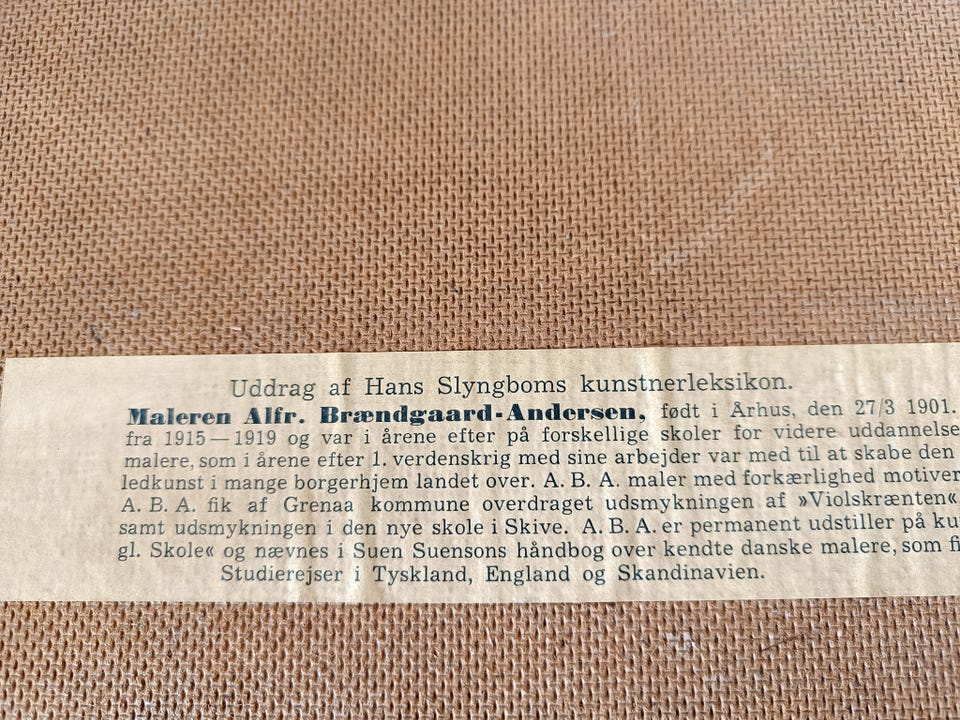 Uddrag af Hans Slyngboms kunstnerleksikon.
Maleren Alfr. Brændgaard-Andersen, født i Århus, den 27/3 1901.
fra 1915—1919 og var i årene efter på forskellige skoler for videre uddannelse
malere, som i årene efter 1. verdenskrig med sine arbejder var med til at skabe den
ledkunst i mange borgerhjem landet over. A. B. A. maler med forkærlighed motiver
A. B. A. fik af Grenaa kommune overdraget udsmykningen af »Violskrænten«
samt udsmykningen i den nye skole i Skive. A. B. A. er permanent udstiller på
gl. Skole« og nævnes i Suen Suensons håndbog over kendte danske malere, som
Studierejser i Tyskland, England og Skandinavien.